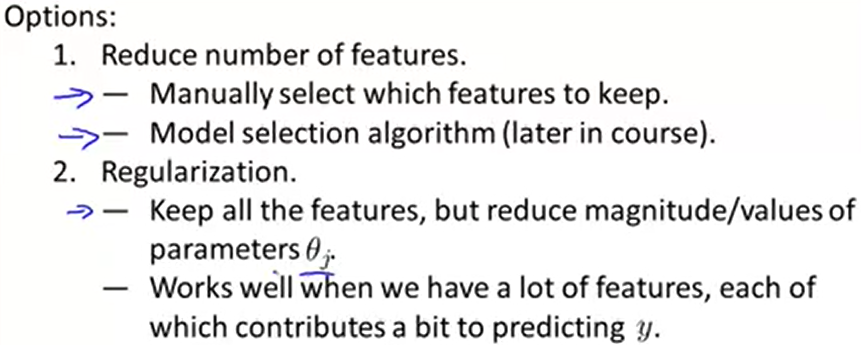 Options:
1. Reduce number of features.
— Manually select which features to keep.
— Model selection algorithm (later in course).
2. Regularization.
— Keep all the features, but reduce magnitude/values of
parameters θⱼ.
— Works well when we have a lot of features, each of
which contributes a bit to predicting y.